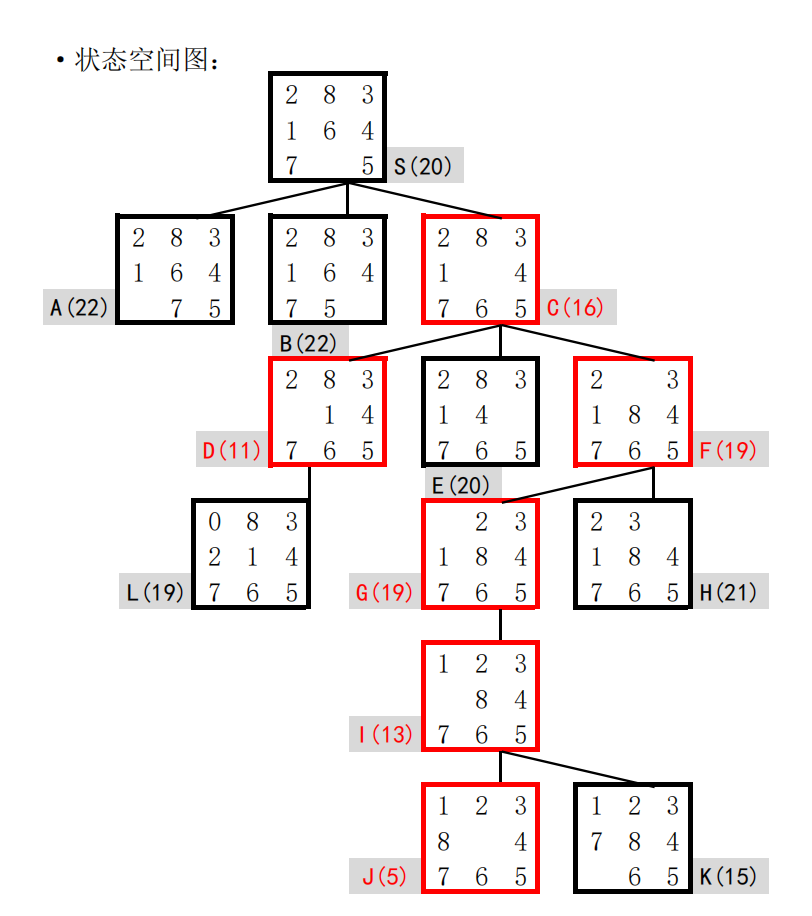 ·状态空间图：
2 8 3
1 6 4
7 5 S(20)
2 8 3 2 8 3 2 8 3
1 6 4 1 6 4 1 4
A(22) 7 5 7 5 7 6 5 C(16)
B(22)
2 8 3 2 8 3 2 3
1 4 1 4 1 8 4
D(11) 7 6 5 7 6 5 7 6 5 F(19)
E(20)
0 8 3 2 3 2 3
2 1 4 1 8 4 1 8 4
L(19) 7 6 5 G(19) 7 6 5 7 6 5 H(21)
1 2 3
8 4
I(13) 7 6 5
1 2 3 1 2 3
8 4 7 8 4
J(5) 7 6 5 6 5 K(15)